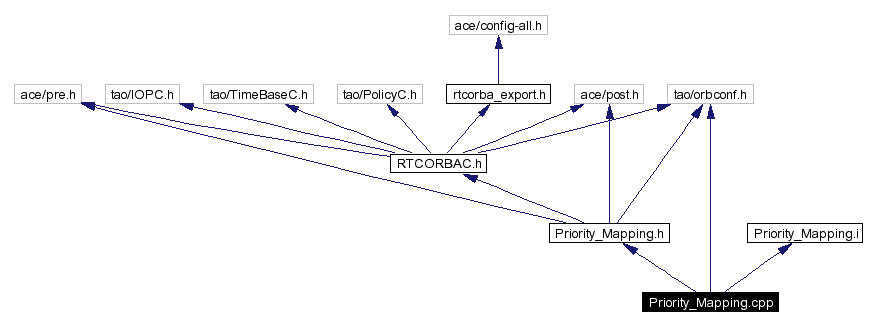 ace/config-all.h
ace/pre.h
tao/IOPC.h
tao/TimeBaseC.h
tao/PolicyC.h
rtcorba_export.h
ace/post.h
tao/orbconf.h
RTCORBAC.h
Priority_Mapping.h
Priority_Mapping.i
Priority_Mapping.cpp